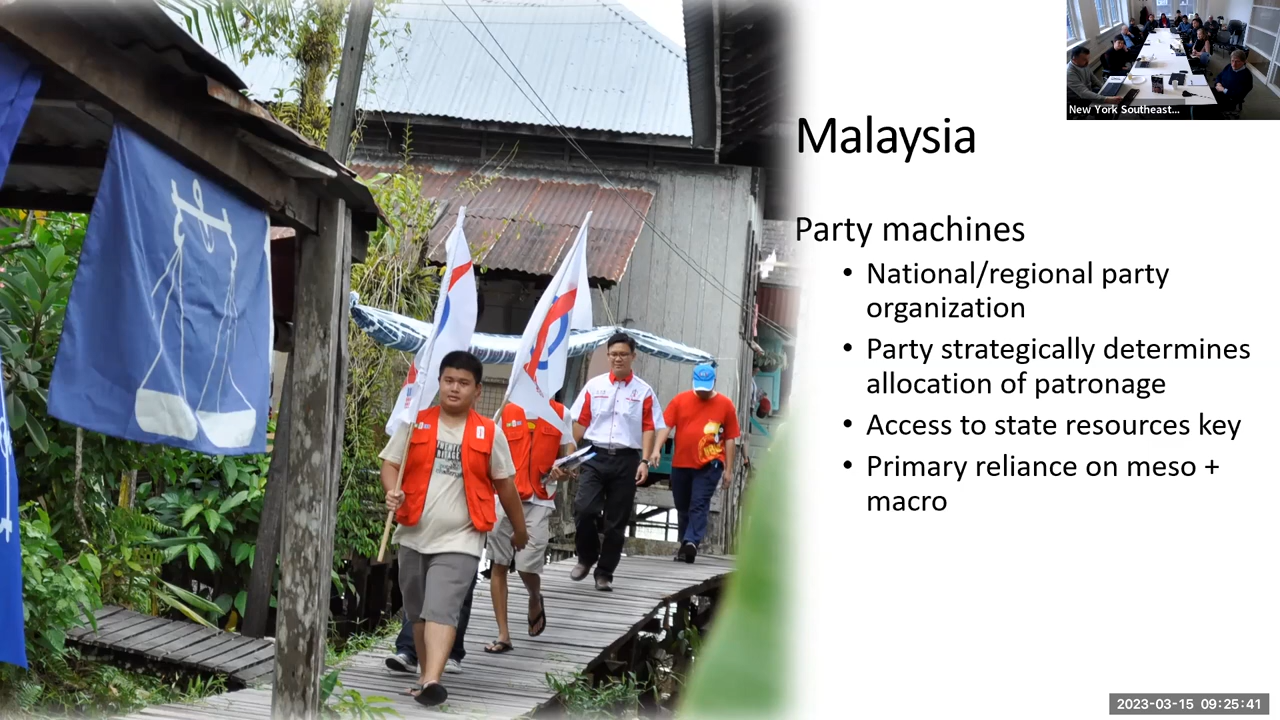 New York Southeast...
Malaysia
Party machines
• National/regional party
organization
• Party strategically determines
allocation of patronage
• Access to state resources key
• Primary reliance on meso +
macro
2023-03-15 09:25:41